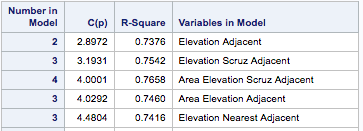 Number in
Model C(p) R-Square Variables in Model
2 2.8972 0.7376 Elevation Adjacent
3 3.1931 0.7542 Elevation Scruz Adjacent
4 4.0001 0.7658 Area Elevation Scruz Adjacent
3 4.0292 0.7460 Area Elevation Adjacent
3 4.4804 0.7416 Elevation Nearest Adjacent